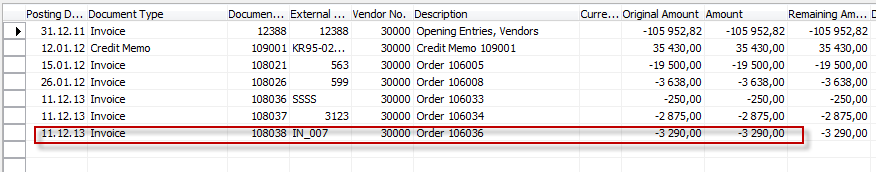 Posting D... Document Type Documen... External ... Vendor No. Description Curre... Original Amount Amount Remaining Am... D
31.12.11 Invoice 12388 12388 30000 Opening Entries, Vendors -105 952,82 -105 952,82 -105 952,82
12.01.12 Credit Memo 109001 KR95-02... 30000 Credit Memo 109001 35 430,00 35 430,00 35 430,00
15.01.12 Invoice 108021 563 30000 Order 106005 -19 500,00 -19 500,00 -19 500,00
26.01.12 Invoice 108026 599 30000 Order 106008 -3 638,00 -3 638,00 -3 638,00
11.12.13 Invoice 108036 SSSS 30000 Order 106033 -250,00 -250,00 -250,00
11.12.13 Invoice 108037 3123 30000 Order 106034 -2 875,00 -2 875,00 -2 875,00
11.12.13 Invoice 108038 IN_007 30000 Order 106036 -3 290,00 -3 290,00 -3 290,00